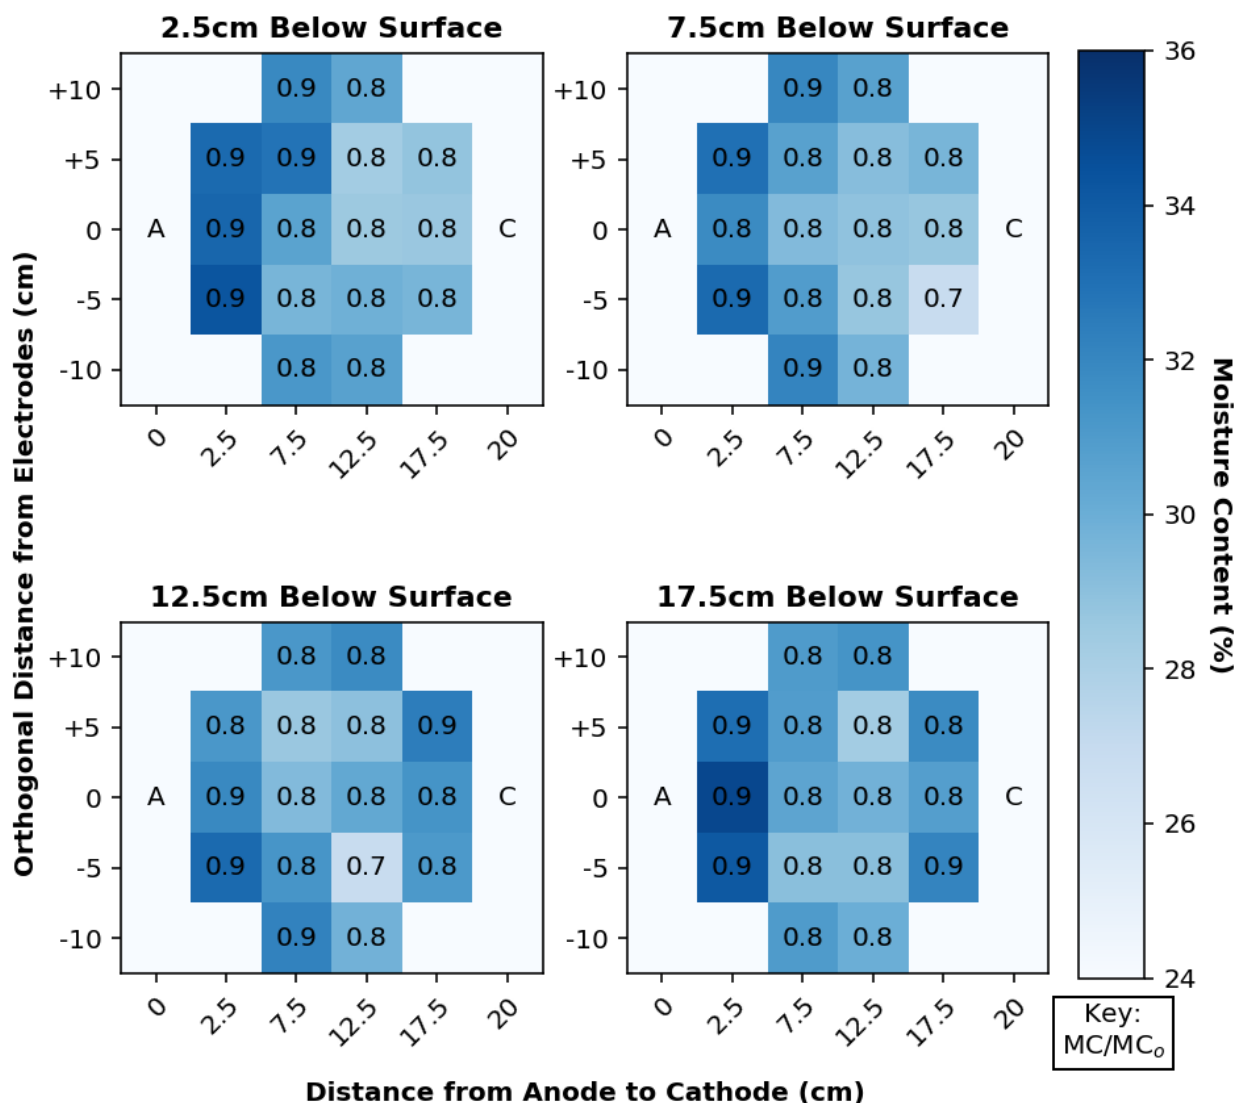 2.5cm Below Surface
7.5cm Below Surface
+10 0.9 0.8
+5 0.9 0.9 0.8 0.8
0 A 0.9 0.8 0.8 0.8 C
-5 0.9 0.8 0.8 0.8
-10 0.8 0.8
0 2.5 7.5 12.5 17.5 20
+10 0.9 0.8
+5 0.9 0.8 0.8 0.8
0 A 0.8 0.8 0.8 0.8 C
-5 0.9 0.8 0.8 0.7
-10 0.9 0.8
0 2.5 7.5 12.5 17.5 20
12.5cm Below Surface
17.5cm Below Surface
+10 0.8 0.8
+5 0.8 0.8 0.8 0.9
0 A 0.9 0.8 0.8 0.8 C
-5 0.9 0.8 0.7 0.8
-10 0.9 0.8
0 2.5 7.5 12.5 17.5 20
+10 0.8 0.8
+5 0.9 0.8 0.8 0.8
0 A 0.9 0.8 0.8 0.8 C
-5 0.9 0.8 0.8 0.9
-10 0.8 0.8
0 2.5 7.5 12.5 17.5 20
Orthogonal Distance from Electrodes (cm)
Distance from Anode to Cathode (cm)
36
34
32
30
28
26
24
Moisture Content (%)
Key:
MC/MCₒ